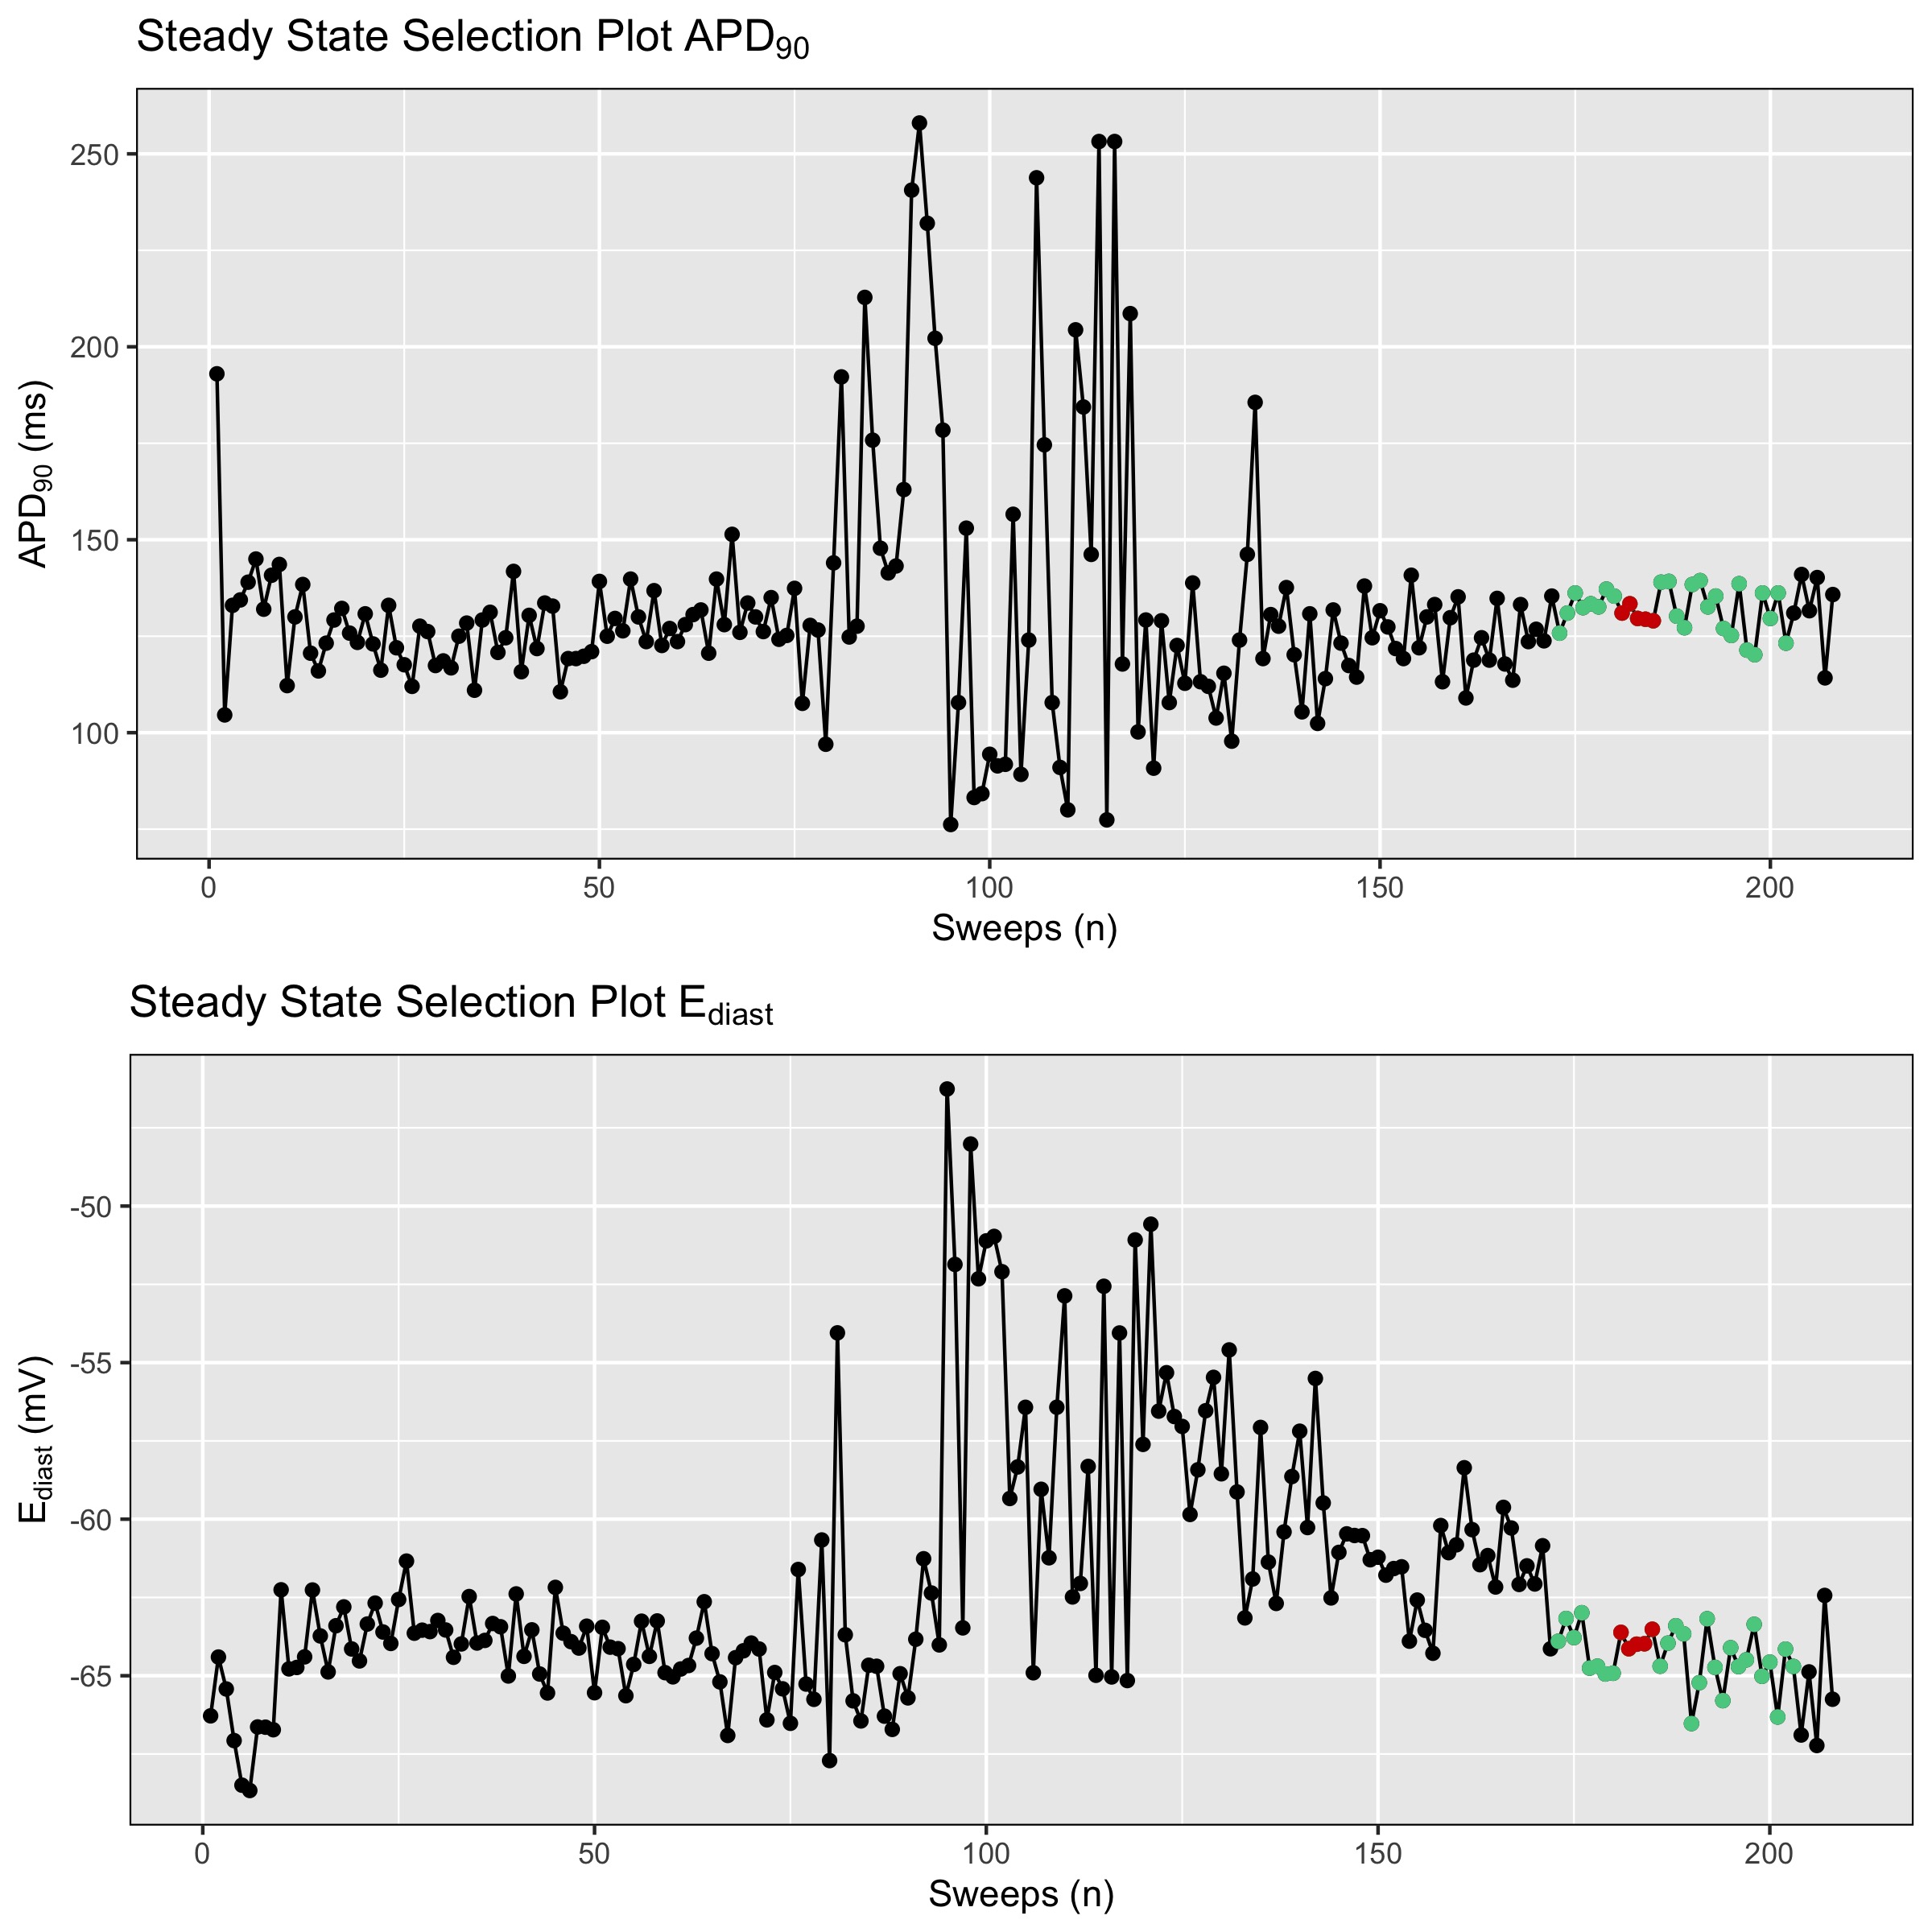 Steady State Selection Plot APD90
250
200
150
100
APD90 (ms)
0 50 100 150 200
Sweeps (n)
Steady State Selection Plot Ediast
-50
-55
-60
-65
Ediast (mV)
0 50 100 150 200
Sweeps (n)